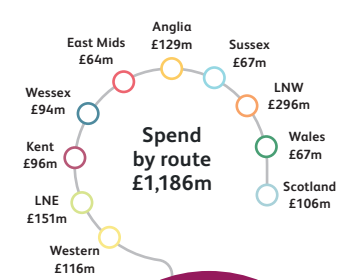 Anglia
£129m
East Mids
£64m
Sussex
£67m
Wessex
£94m
LNW
£296m
Kent
£96m
Spend
by route
£1,186m
Wales
£67m
LNE
£151m
Scotland
£106m
Western
£116m